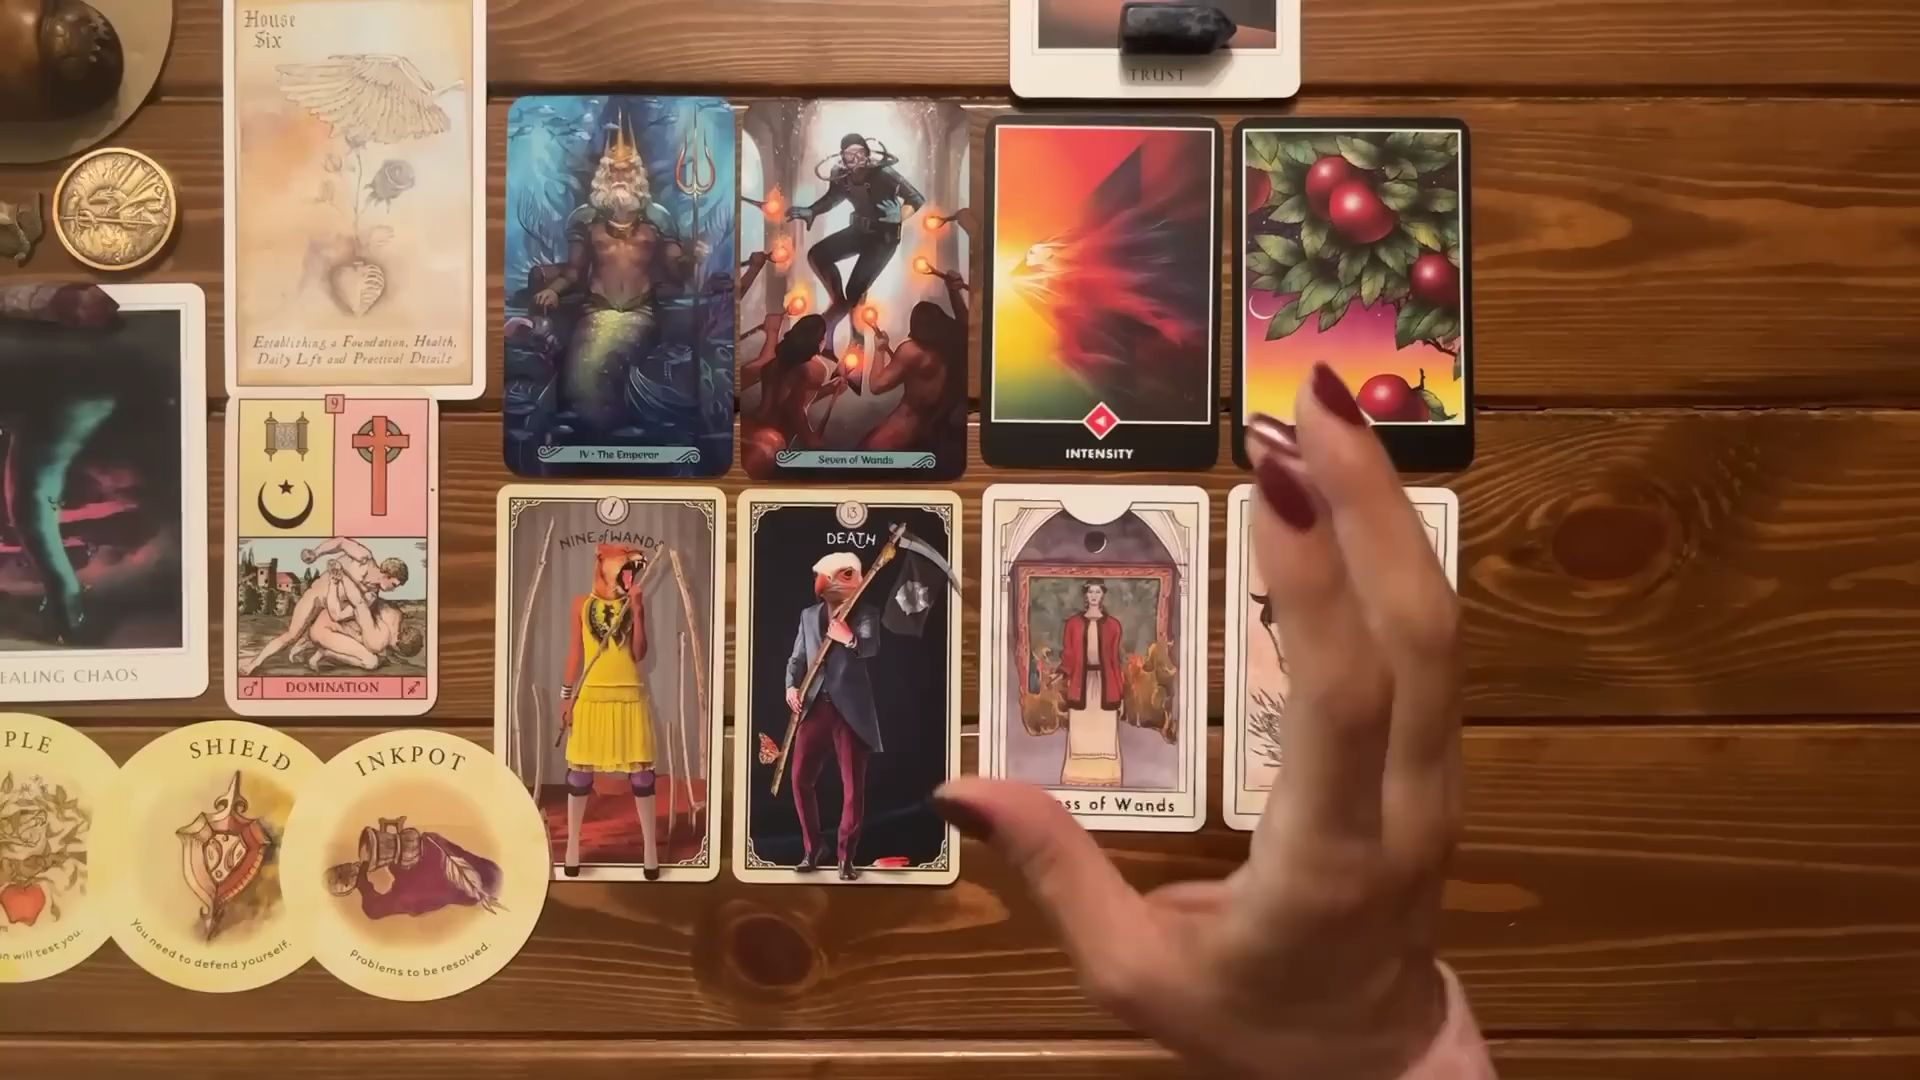 House
Six
Establishing a Foundation, Health,
Daily Life and Practical Details
TRUST
IV • The Emperor
Seven of Wands
INTENSITY
EALING CHAOS
9
DOMINATION
NINE of WANDS
13
DEATH
ss of Wands
PLE
n will test you.
SHIELD
You need to defend yourself.
INKPOT
Problems to be resolved.